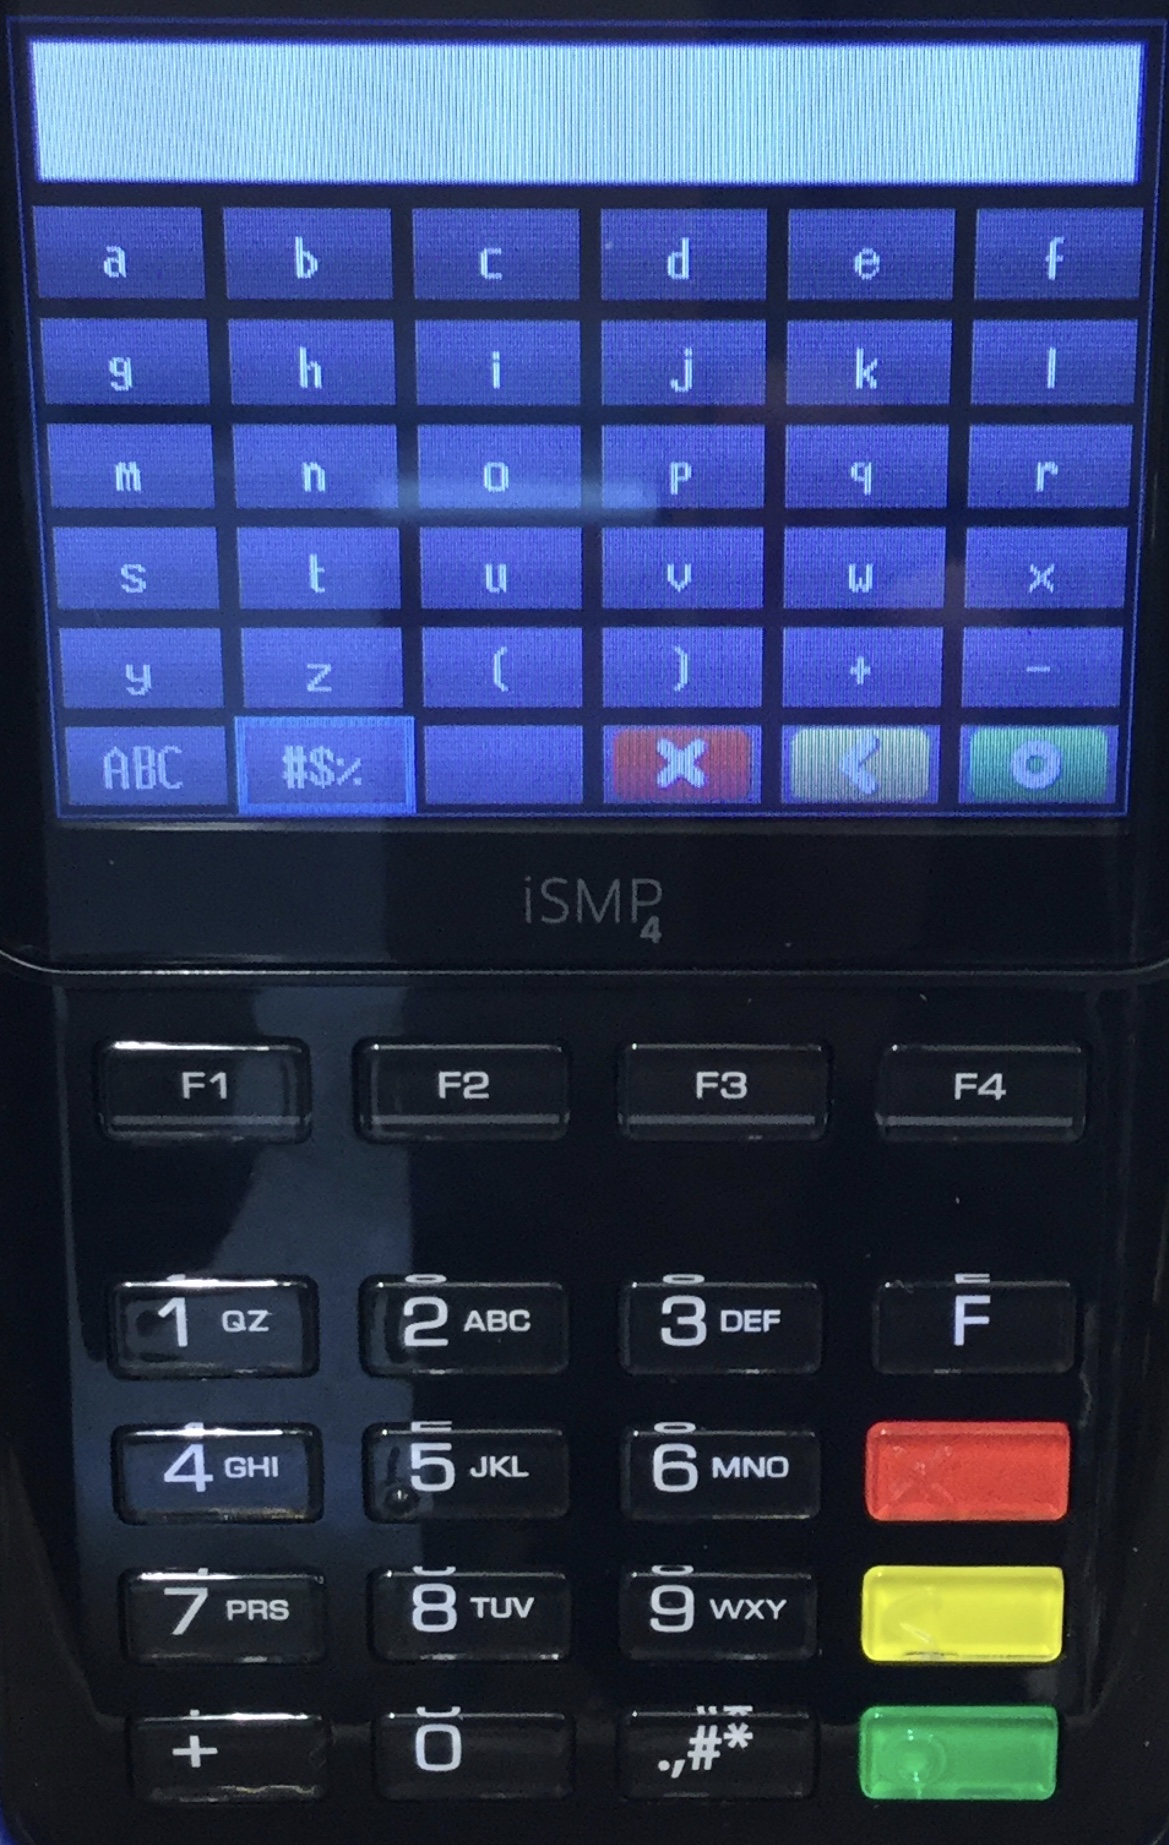 a b c d e f
g h i j k l
m n o p q r
s t u v w x
y z ( ) + -
ABC #$%
iSMP4
F1 F2 F3 F4
1 QZ 2 ABC 3 DEF F
4 GHI 5 JKL 6 MNO
7 PRS 8 TUV 9 WXY
+ 0 .,#*